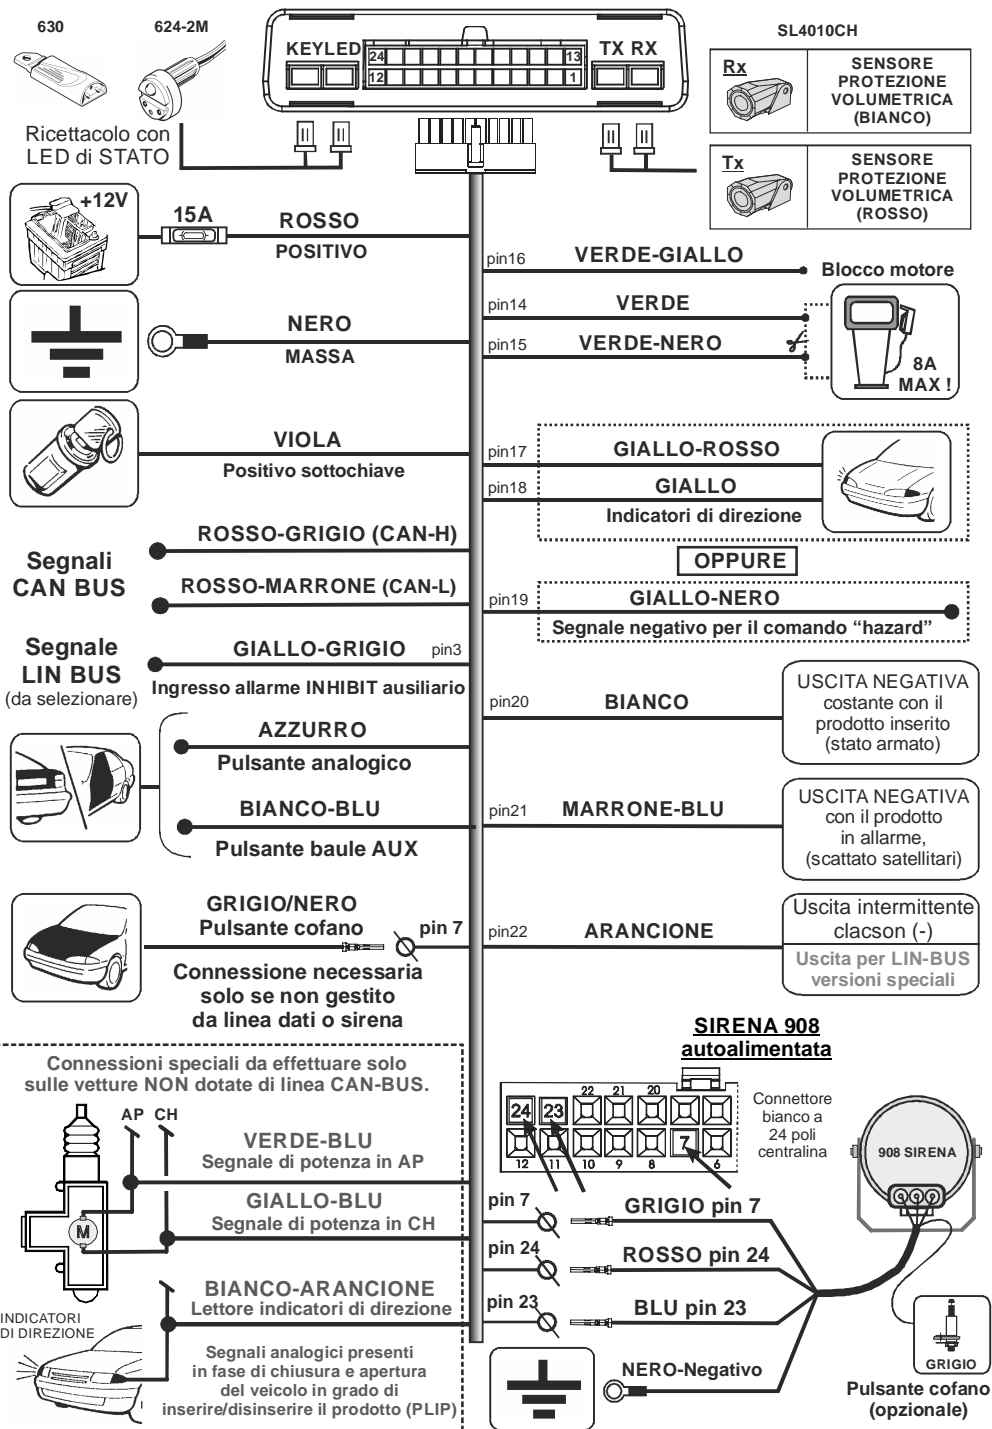 630
624-2M
KEY LED
TX RX
24
13
12
1
Ricettacolo con
LED di STATO
SL4010CH
Rx
SENSORE
PROTEZIONE
VOLUMETRICA
(BIANCO)
Tx
SENSORE
PROTEZIONE
VOLUMETRICA
(ROSSO)
+12V
15A
ROSSO
POSITIVO
NERO
MASSA
VIOLA
Positivo sottochiave
Segnali
CAN BUS
ROSSO-GRIGIO (CAN-H)
ROSSO-MARRONE (CAN-L)
Segnale
LIN BUS
(da selezionare)
GIALLO-GRIGIO
pin3
Ingresso allarme INHIBIT ausiliario
AZZURRO
Pulsante analogico
BIANCO-BLU
Pulsante baule AUX
GRIGIO/NERO
Pulsante cofano
pin 7
Connessione necessaria
solo se non gestito
da linea dati o sirena
pin16
VERDE-GIALLO
Blocco motore
pin14
VERDE
pin15
VERDE-NERO
8A
MAX !
pin17
GIALLO-ROSSO
pin18
GIALLO
Indicatori di direzione
OPPURE
pin19
GIALLO-NERO
Segnale negativo per il comando “hazard”
pin20
BIANCO
USCITA NEGATIVA
costante con il
prodotto inserito
(stato armato)
pin21
MARRONE-BLU
USCITA NEGATIVA
con il prodotto
in allarme,
(scattato satellitari)
pin22
ARANCIONE
Uscita intermittente
clacson (-)
Uscita per LIN-BUS
versioni speciali
Connessioni speciali da effettuare solo
sulle vetture NON dotate di linea CAN-BUS.
AP CH
M
VERDE-BLU
Segnale di potenza in AP
GIALLO-BLU
Segnale di potenza in CH
BIANCO-ARANCIONE
Lettore indicatori di direzione
INDICATORI
DI DIREZIONE
Segnali analogici presenti
in fase di chiusura e apertura
del veicolo in grado di
inserire/disinserire il prodotto (PLIP)
SIRENA 908
autoalimentata
22 21 20
24 23
7
12 11 10 9 8 6
Connettore
bianco a
24 poli
centralina
908 SIRENA
pin 7
GRIGIO pin 7
pin 24
ROSSO pin 24
pin 23
BLU pin 23
NERO-Negativo
GRIGIO
Pulsante cofano
(opzionale)